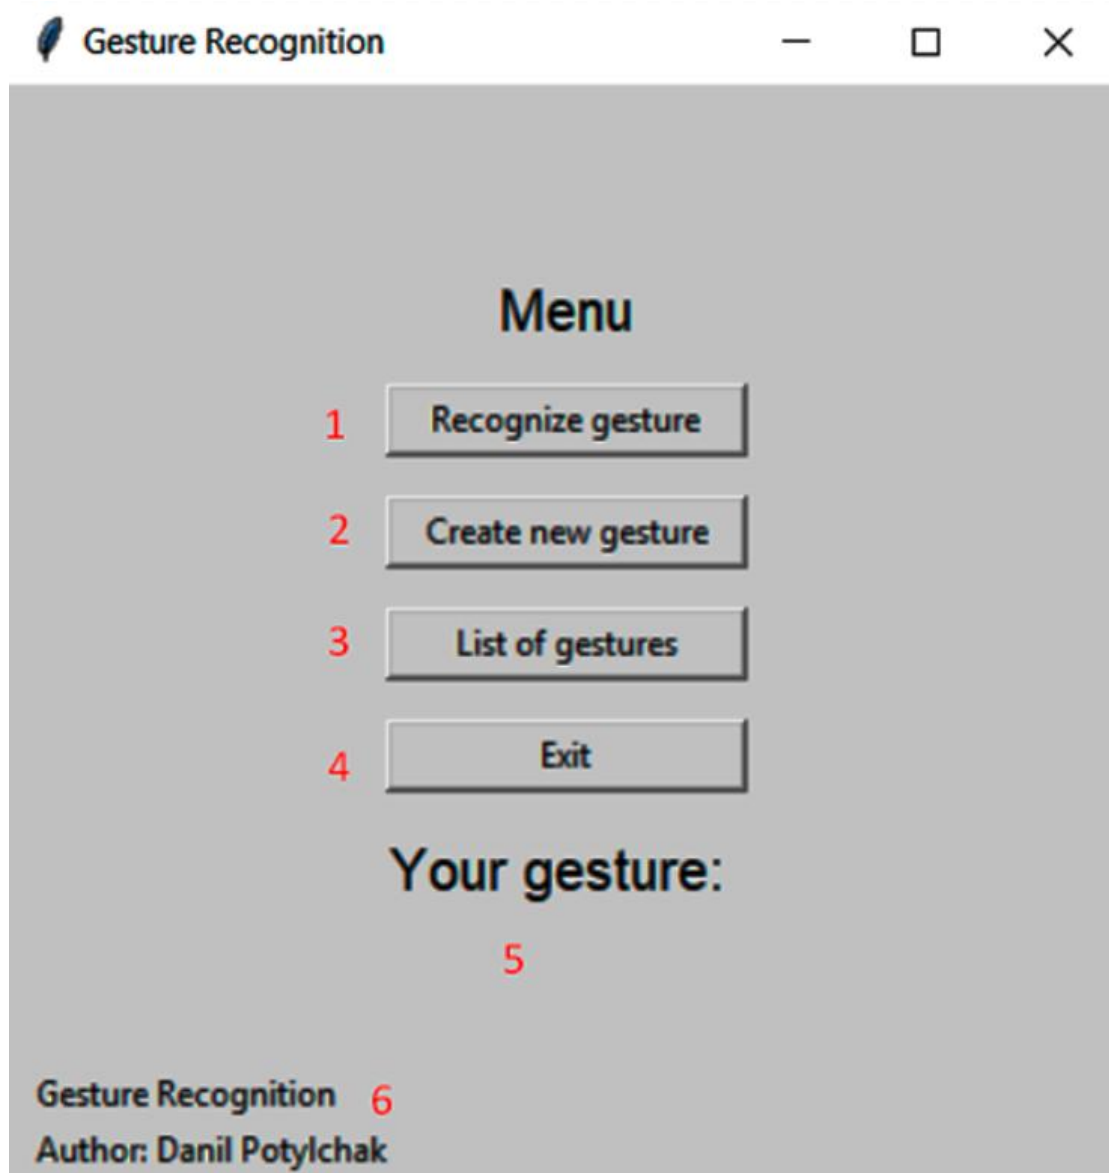 Gesture Recognition
Menu
1 Recognize gesture
2 Create new gesture
3 List of gestures
4 Exit
Your gesture:
5
Gesture Recognition 6
Author: Danil Potylchak